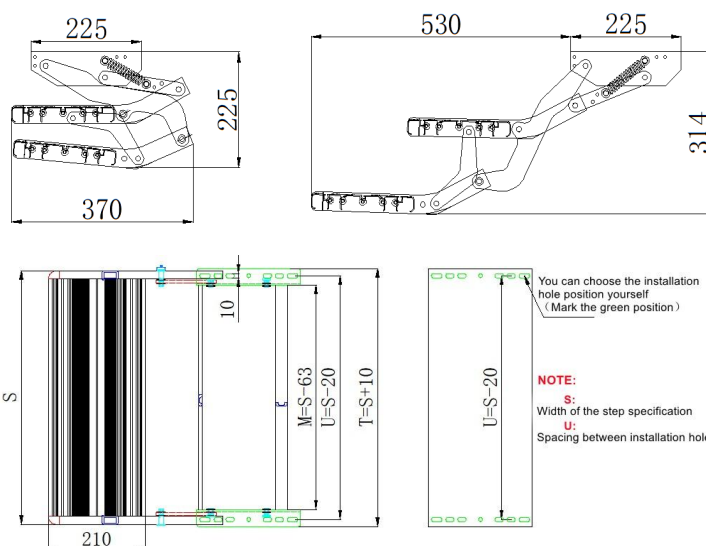 225
225
370
530
225
314
S
210
10
M=S-63
U=S-20
T=S+10
U=S-20
You can choose the installation
hole position yourself
（Mark the green position）
NOTE:
S:
Width of the step specification
U:
Spacing between installation hole